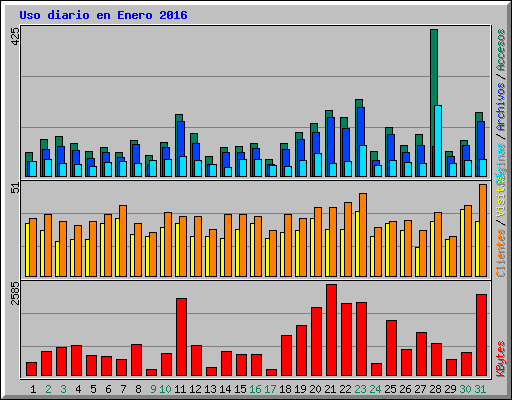 Uso diario en Enero 2016
425
51
2585
Clientes / Visitas
Páginas / Archivos / Accesos
KBytes
1 2 3 4 5 6 7 8 9 10 11 12 13 14 15 16 17 18 19 20 21 22 23 24 25 26 27 28 29 30 31